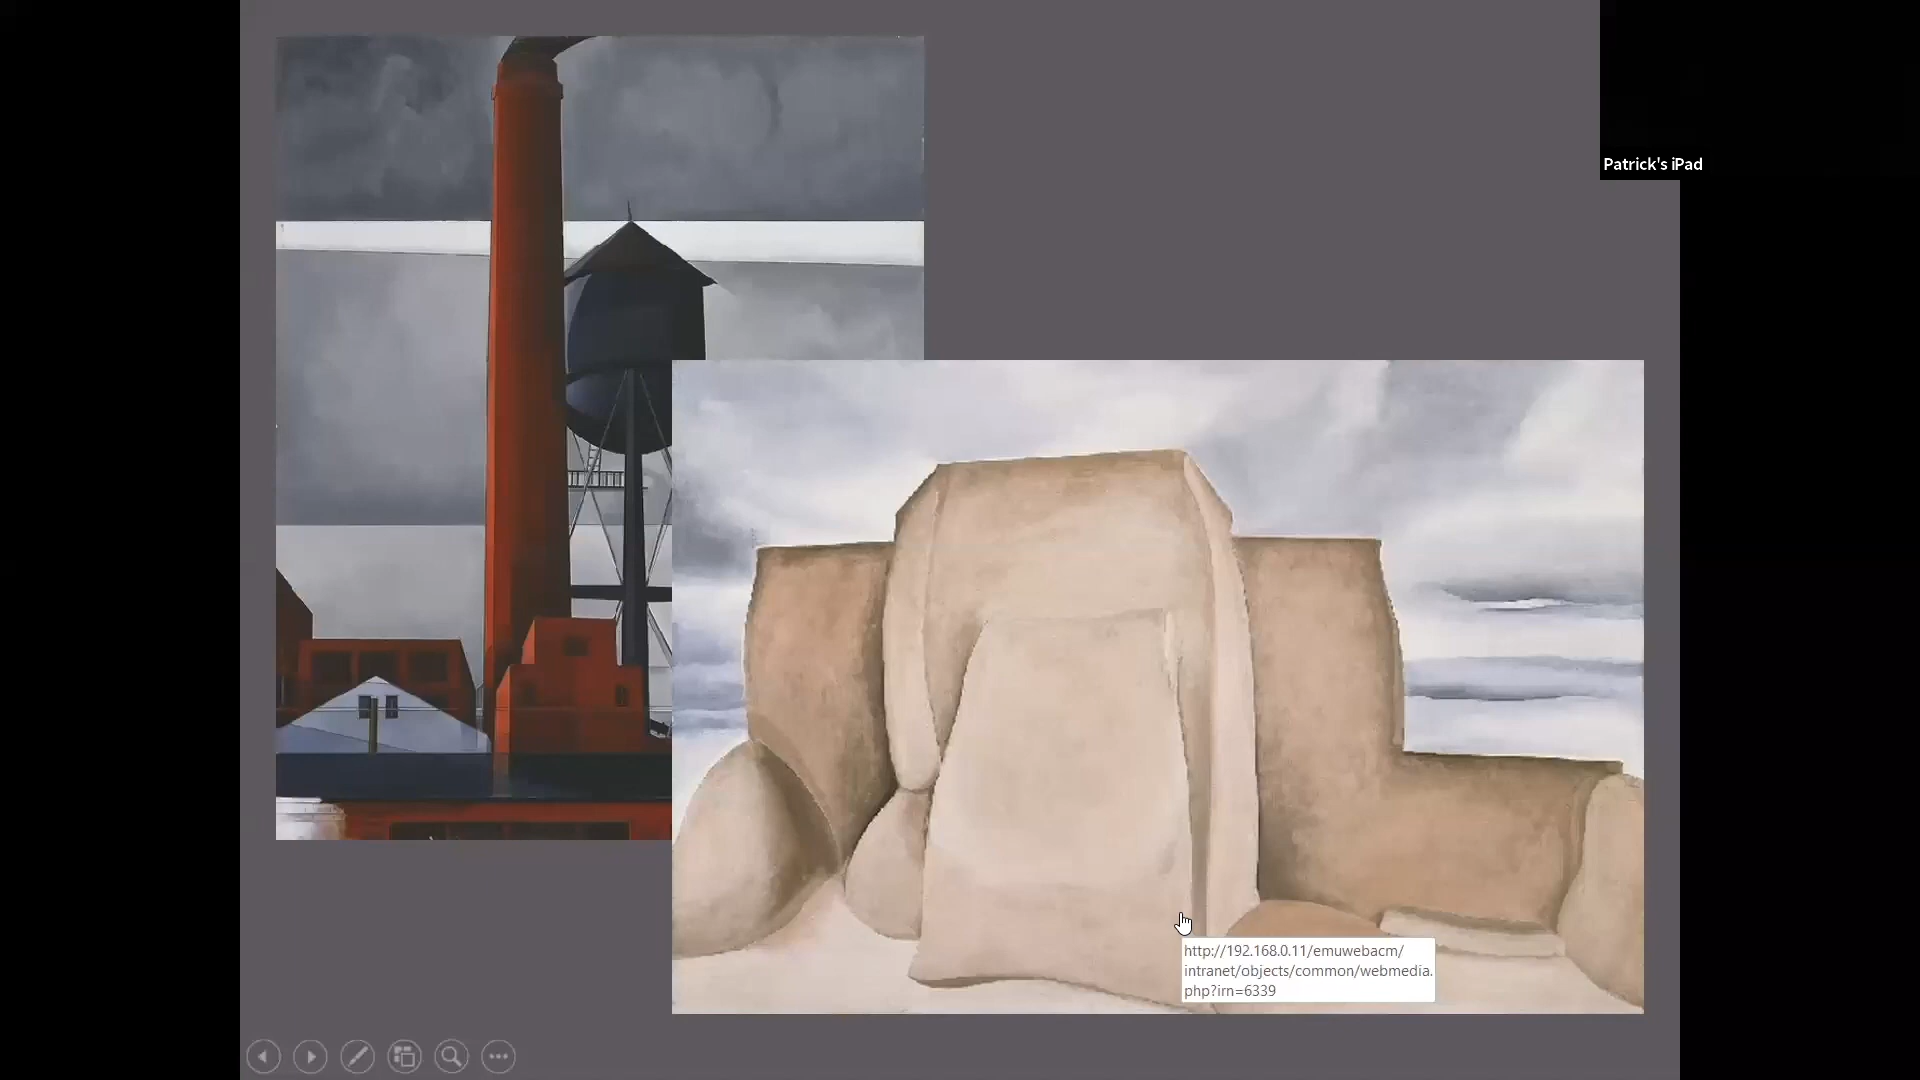 Patrick's iPad
http://192.168.0.11/emuwebacm/
intranet/objects/common/webmedia.
php?irn=6339